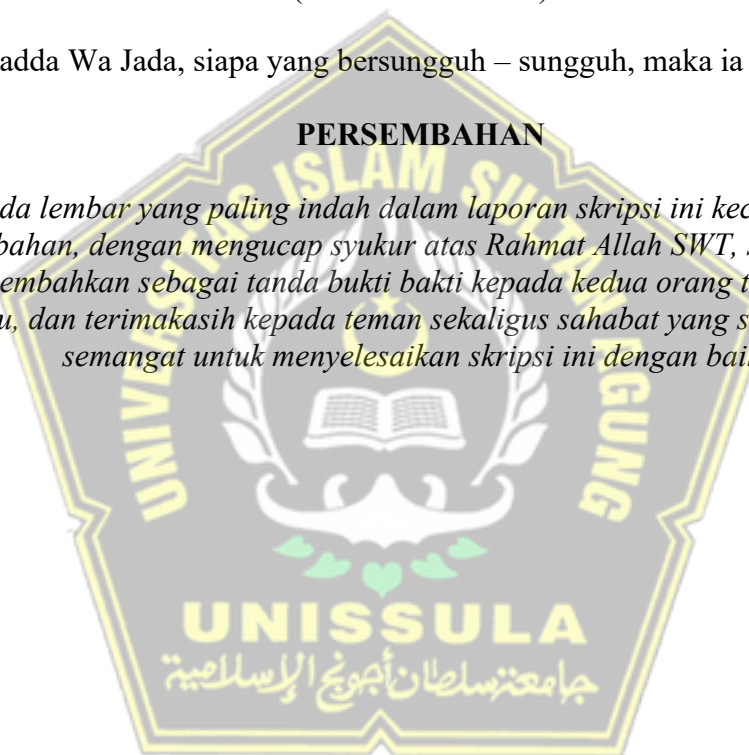 adda Wa Jada, siapa yang bersungguh – sungguh, maka ia
PERSEMBAHAN
da lembar yang paling indah dalam laporan skripsi ini kec
bahan, dengan mengucap syukur atas Rahmat Allah SWT, s
embahkan sebagai tanda bukti bakti kepada kedua orang t
u, dan terimakasih kepada teman sekaligus sahabat yang s
semangat untuk menyelesaikan skripsi ini dengan bai
UNIVERSITAS ISLAM SULTAN AGUNG
UNISSULA
جامعة سلطان أجونج الإسلامية